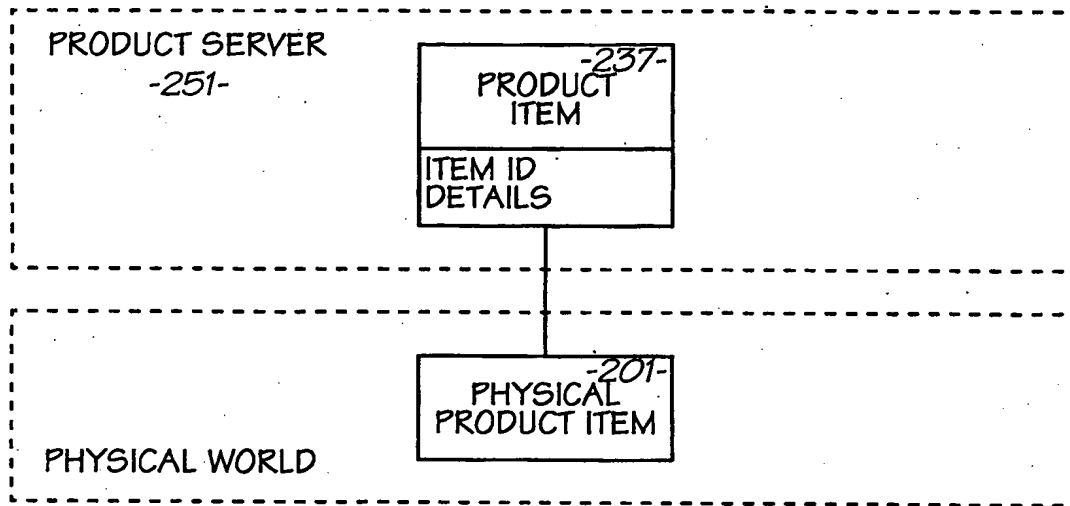 PRODUCT SERVER
-251-
-237-
PRODUCT
ITEM
ITEM ID
DETAILS
-201-
PHYSICAL
PRODUCT ITEM
PHYSICAL WORLD